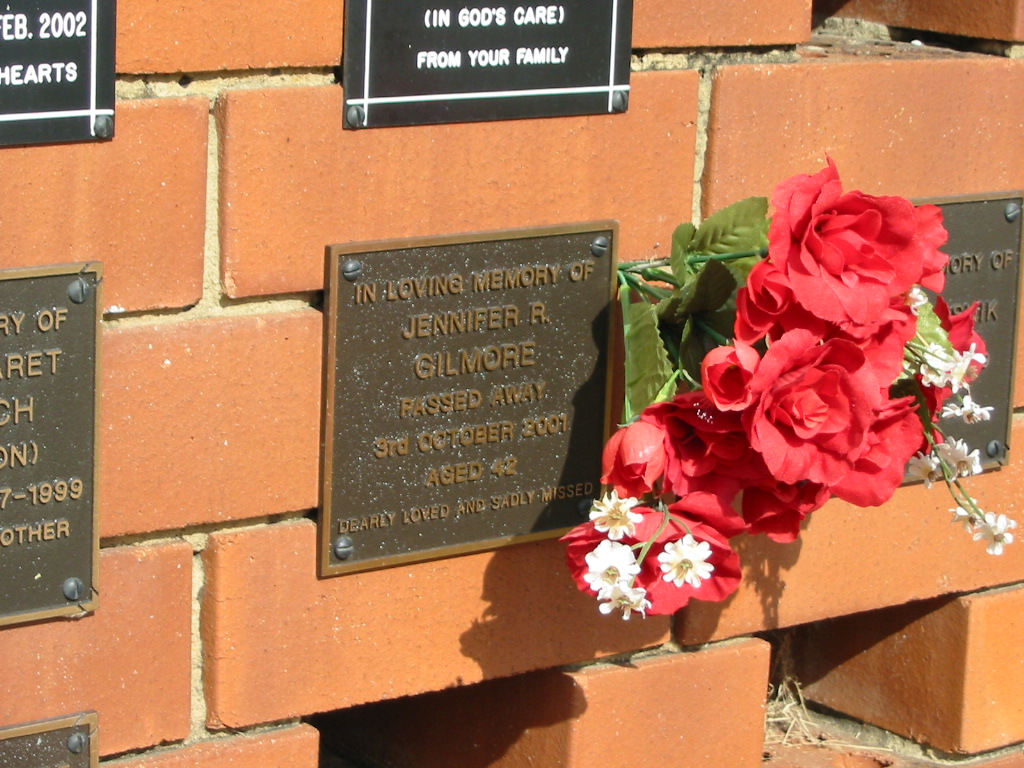 FEB. 2002
HEARTS
(IN GOD'S CARE)
FROM YOUR FAMILY
RY OF
ARET
CH
ON)
7-1999
OTHER
IN LOVING MEMORY OF
JENNIFER R.
GILMORE
PASSED AWAY
3rd OCTOBER 2001
AGED 42
DEARLY LOVED AND SADLY MISSED
ORY OF